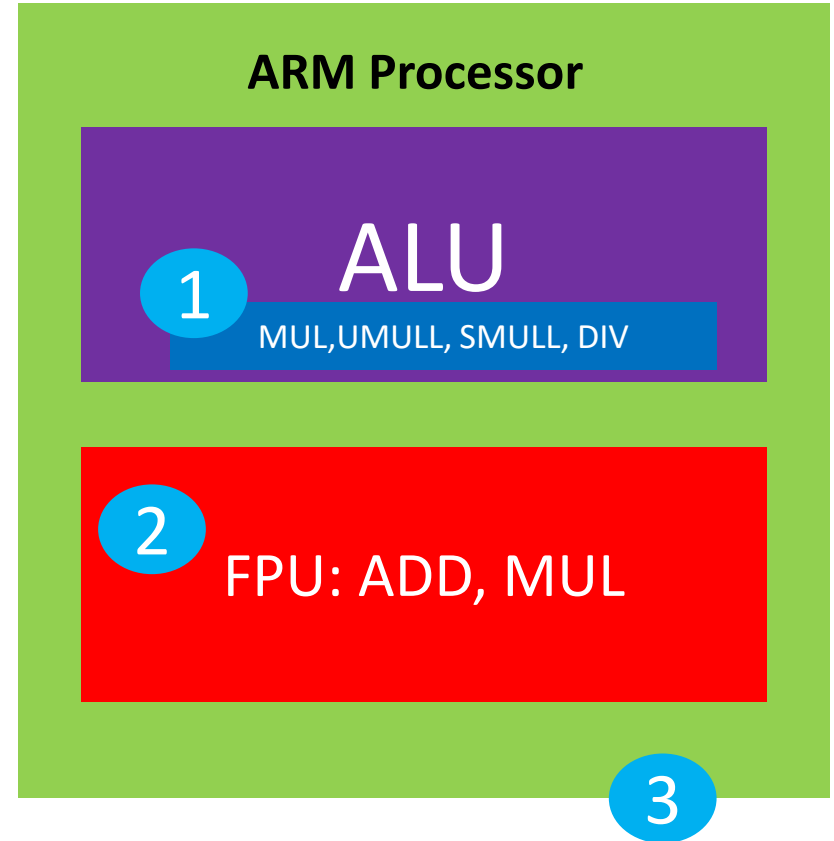 ARM Processor
ALU
1
MUL,UMULL, SMULL, DIV
2
FPU: ADD, MUL
3